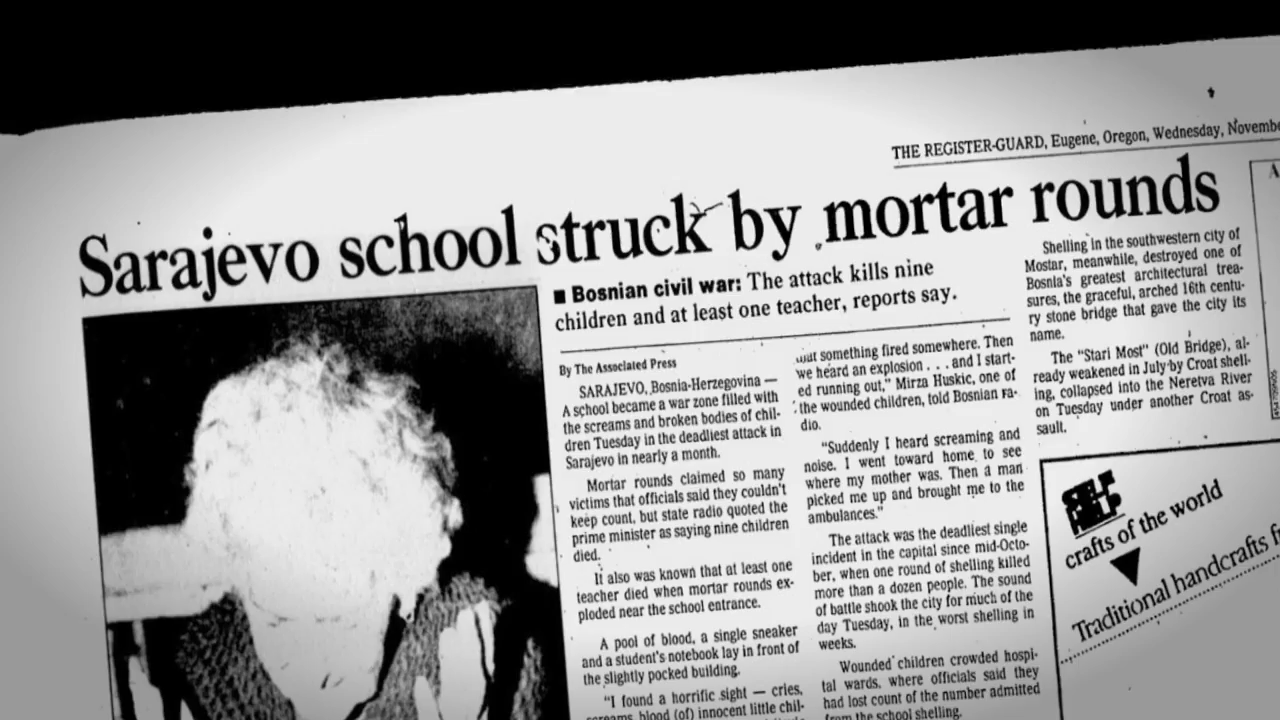 THE REGISTER-GUARD, Eugene, Oregon, Wednesday,
Sarajevo school struck by mortar rounds
■ Bosnian civil war: The attack kills nine
children and at least one teacher, reports say.
By The Associated Press
SARAJEVO, Bosnia-Herzegovina —
A school became a war zone filled with
the screams and broken bodies of chil-
dren Tuesday in the deadliest attack in
Sarajevo in nearly a month.
Mortar rounds claimed so many
victims that officials said they couldn't
keep count, but state radio quoted the
prime minister as saying nine children
died.
It also was known that at least one
teacher died when mortar rounds ex-
ploded near the school entrance.
A pool of blood, a single sneaker
and a student's notebook lay in front of
the slightly pocked building.
"I found a horrific sight — cries,
screams, blood (of) innocent little chil-
something fired somewhere. Then
we heard an explosion . . . and I start-
ed running out," Mirza Huskic, one of
the wounded children, told Bosnian ra-
dio.
"Suddenly I heard screaming and
noise. I went toward home to see
where my mother was. Then a man
picked me up and brought me to the
ambulances."
The attack was the deadliest single
incident in the capital since mid-Octo-
ber, when one round of shelling killed
more than a dozen people. The sound
of battle shook the city for much of the
day Tuesday, in the worst shelling in
weeks.
Wounded children crowded hospi-
tal wards, where officials said they
had lost count of the number admitted
from the school shelling.
Shelling in the southwestern city of
Mostar, meanwhile, destroyed one of
Bosnia's greatest architectural trea-
sures, the graceful, arched 16th centu-
ry stone bridge that gave the city its
name.
The "Stari Most" (Old Bridge), al-
ready weakened in July by Croat shell-
ing, collapsed into the Neretva River
on Tuesday under another Croat as-
sault.
SELF
HELP
crafts of the world
Traditional handcrafts